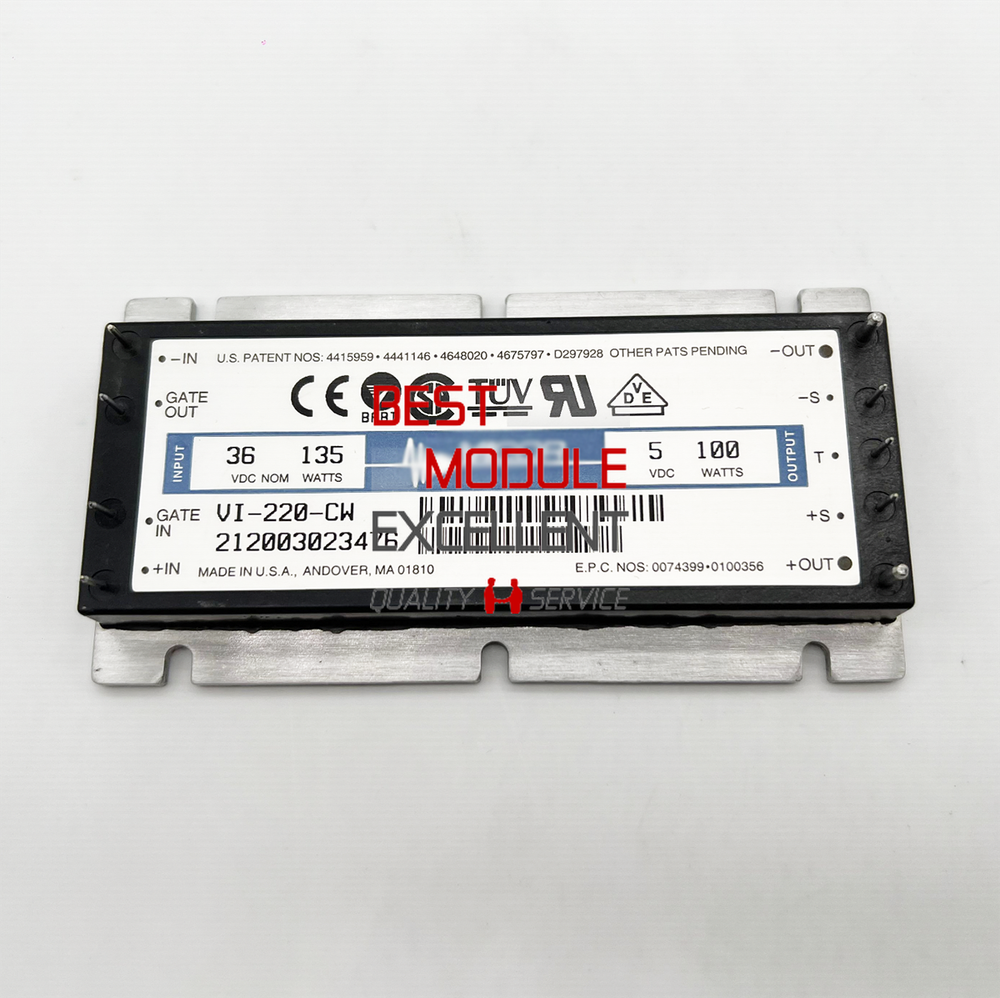 -IN U.S. PATENT NOS: 4415959 • 4441146 • 4648020 • 4675797 • D297928 OTHER PATS PENDING -OUT
GATE
OUT
CE TÜV VDE
-S
BEST
INPUT
36 135
VDC NOM WATTS
MODULE
5 100
VDC WATTS
OUTPUT
T
GATE
IN
VI-220-CW
212003023476
EXCELLENT
+S
+IN MADE IN U.S.A., ANDOVER, MA 01810 E.P.C. NOS: 0074399 • 0100356 +OUT
QUALITY SERVICE